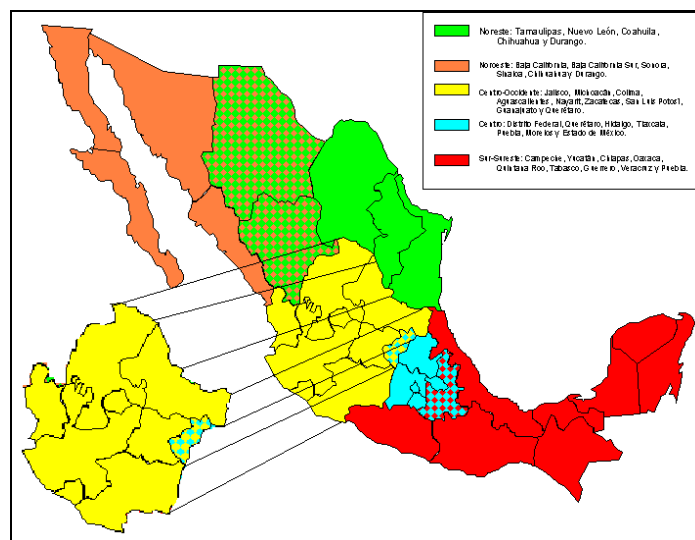 Noreste: Tamaulipas, Nuevo León, Coahuila,
Chihuahua y Durango.
Noroeste: Baja California, Baja California Sur, Sonora,
Sinaloa, Chihuahua y Durango.
Centro-Occidente: Jalisco, Michoacán, Colima,
Aguascalientes, Nayarit, Zacatecas, San Luis Potosí,
Guanajuato y Querétaro.
Centro: Distrito Federal, Querétaro, Hidalgo, Tlaxcala,
Puebla, Morelos y Estado de México.
Sur-Sureste: Campeche, Yucatán, Chiapas, Oaxaca,
Quintana Roo, Tabasco, Guerrero, Veracruz y Puebla.